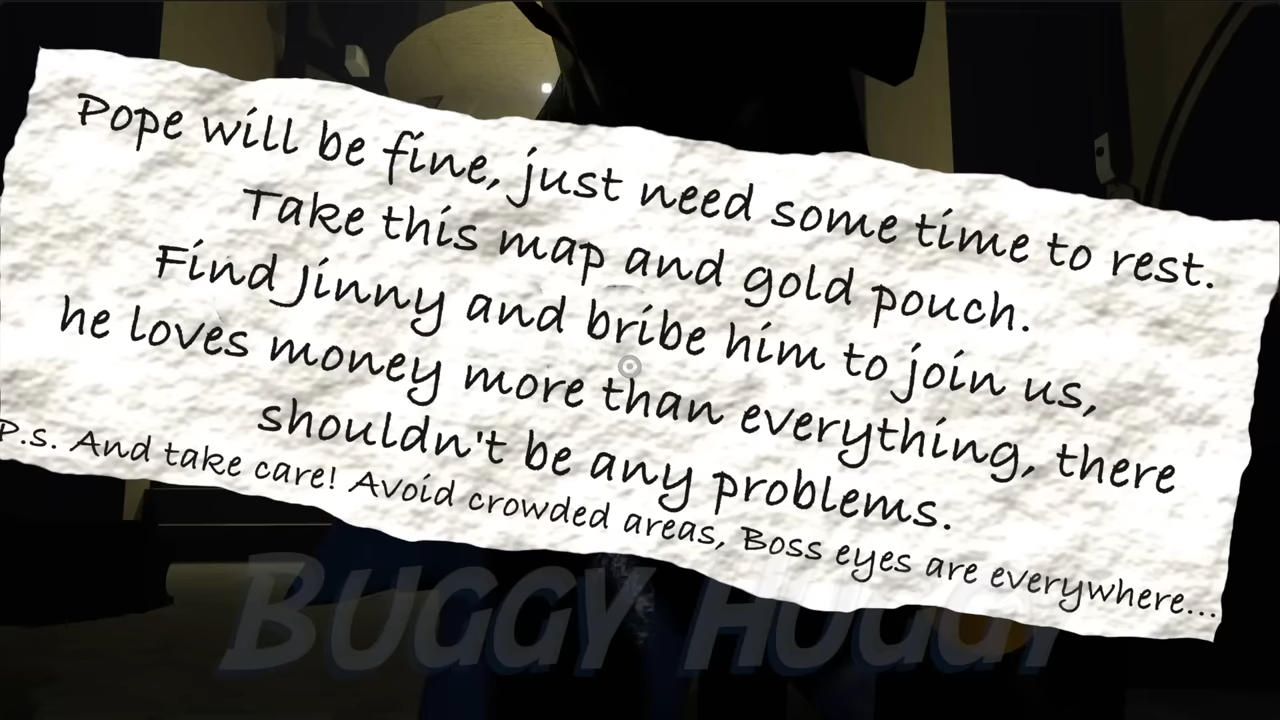 Pope will be fine, just need some time to rest.
Take this map and gold pouch.
Find Jinny and bribe him to join us,
he loves money more than everything, there
shouldn't be any problems.
P.s. And take care! Avoid crowded areas, Boss eyes are everywhere...
BUGGY HUGGY